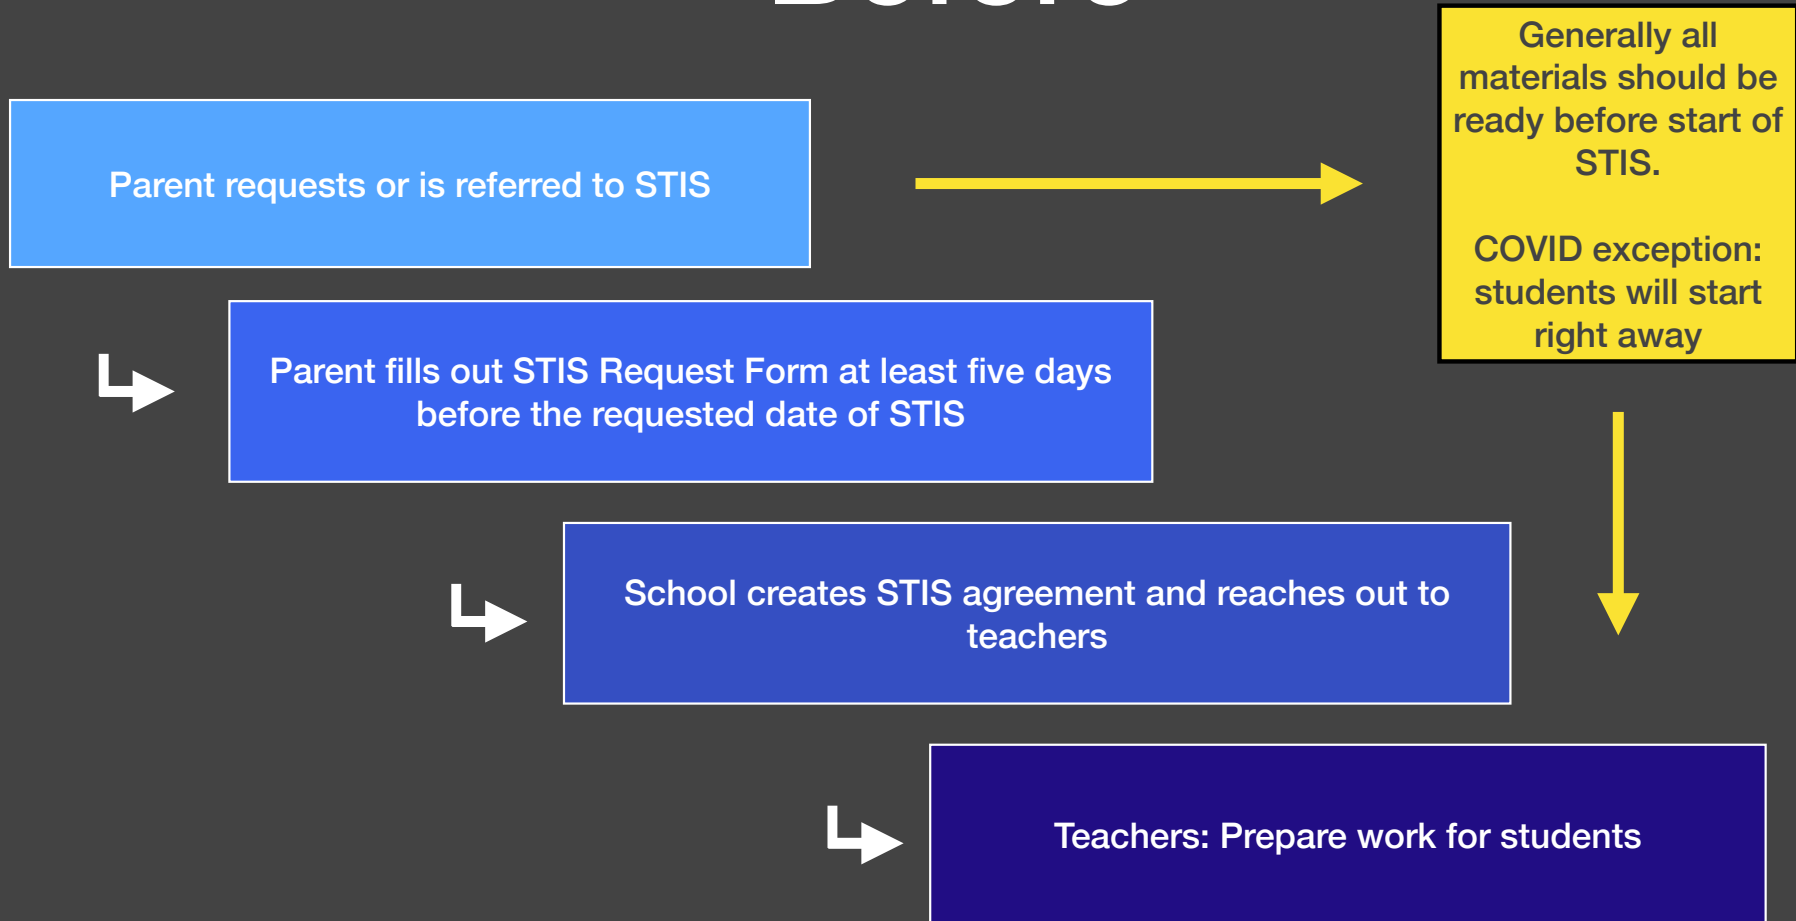 Before
Generally all
materials should be
ready before start of
STIS.
COVID exception:
students will start
right away
Parent requests or is referred to STIS
Parent fills out STIS Request Form at least five days
before the requested date of STIS
School creates STIS agreement and reaches out to
teachers
Teachers: Prepare work for students